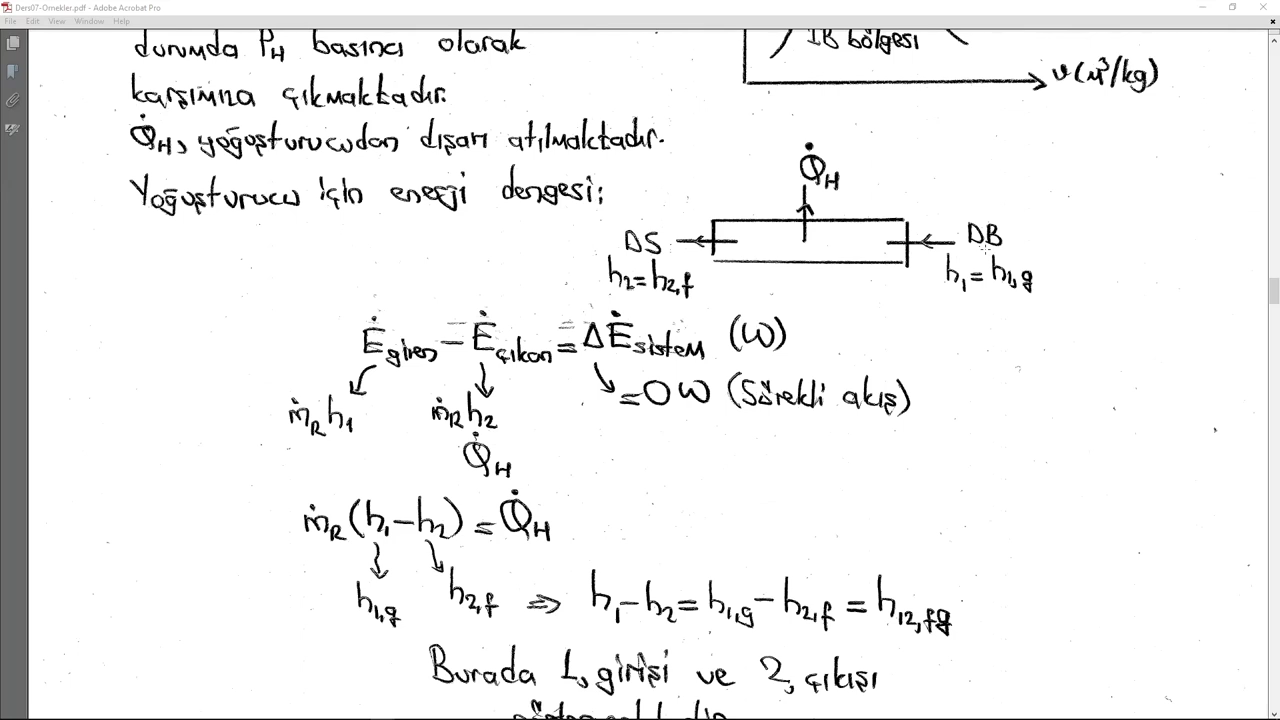 Ders07-Ornekler.pdf - Adobe Acrobat Pro
File Edit View Window Help
durumda P_H basıncı olarak
karşımıza çıkmaktadır.
Q̇_H, yoğuşturucudan dışarı atılmaktadır.
Yoğuşturucu için enerji dengesi;
IB bölgesi
v(m³/kg)
Q̇_H
DS
h₂=h₂,f
DB
h₁=h₁,g
Ė_giren - Ė_çıkan = ΔĖ_sistem (W)
=0W (Sürekli akış)
ṁ_R h₁
ṁ_R h₂
Q̇_H
ṁ_R(h₁-h₂)=Q̇_H
h₁,g
h₂,f ⇒ h₁-h₂=h₁,g-h₂,f=h₁₂,fg
Burada 1, girişi ve 2, çıkışı